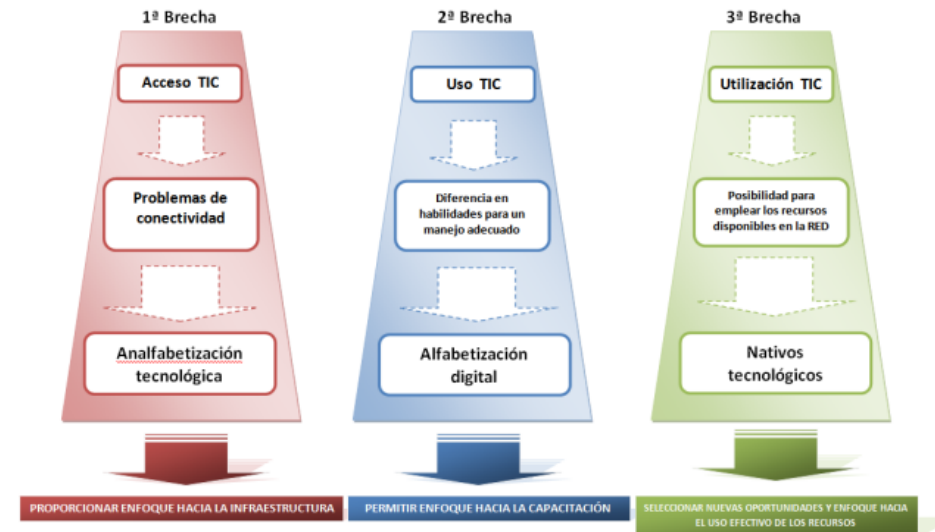 1ª Brecha
Acceso TIC
Problemas de
conectividad
Analfabetización
tecnológica
PROPORCIONAR ENFOQUE HACIA LA INFRAESTRUCTURA
2ª Brecha
Uso TIC
Diferencia en
habilidades para un
manejo adecuado
Alfabetización
digital
PERMITIR ENFOQUE HACIA LA CAPACITACIÓN
3ª Brecha
Utilización TIC
Posibilidad para
emplear los recursos
disponibles en la RED
Nativos
tecnológicos
SELECCIONAR NUEVAS OPORTUNIDADES Y ENFOQUE HACIA
EL USO EFECTIVO DE LOS RECURSOS